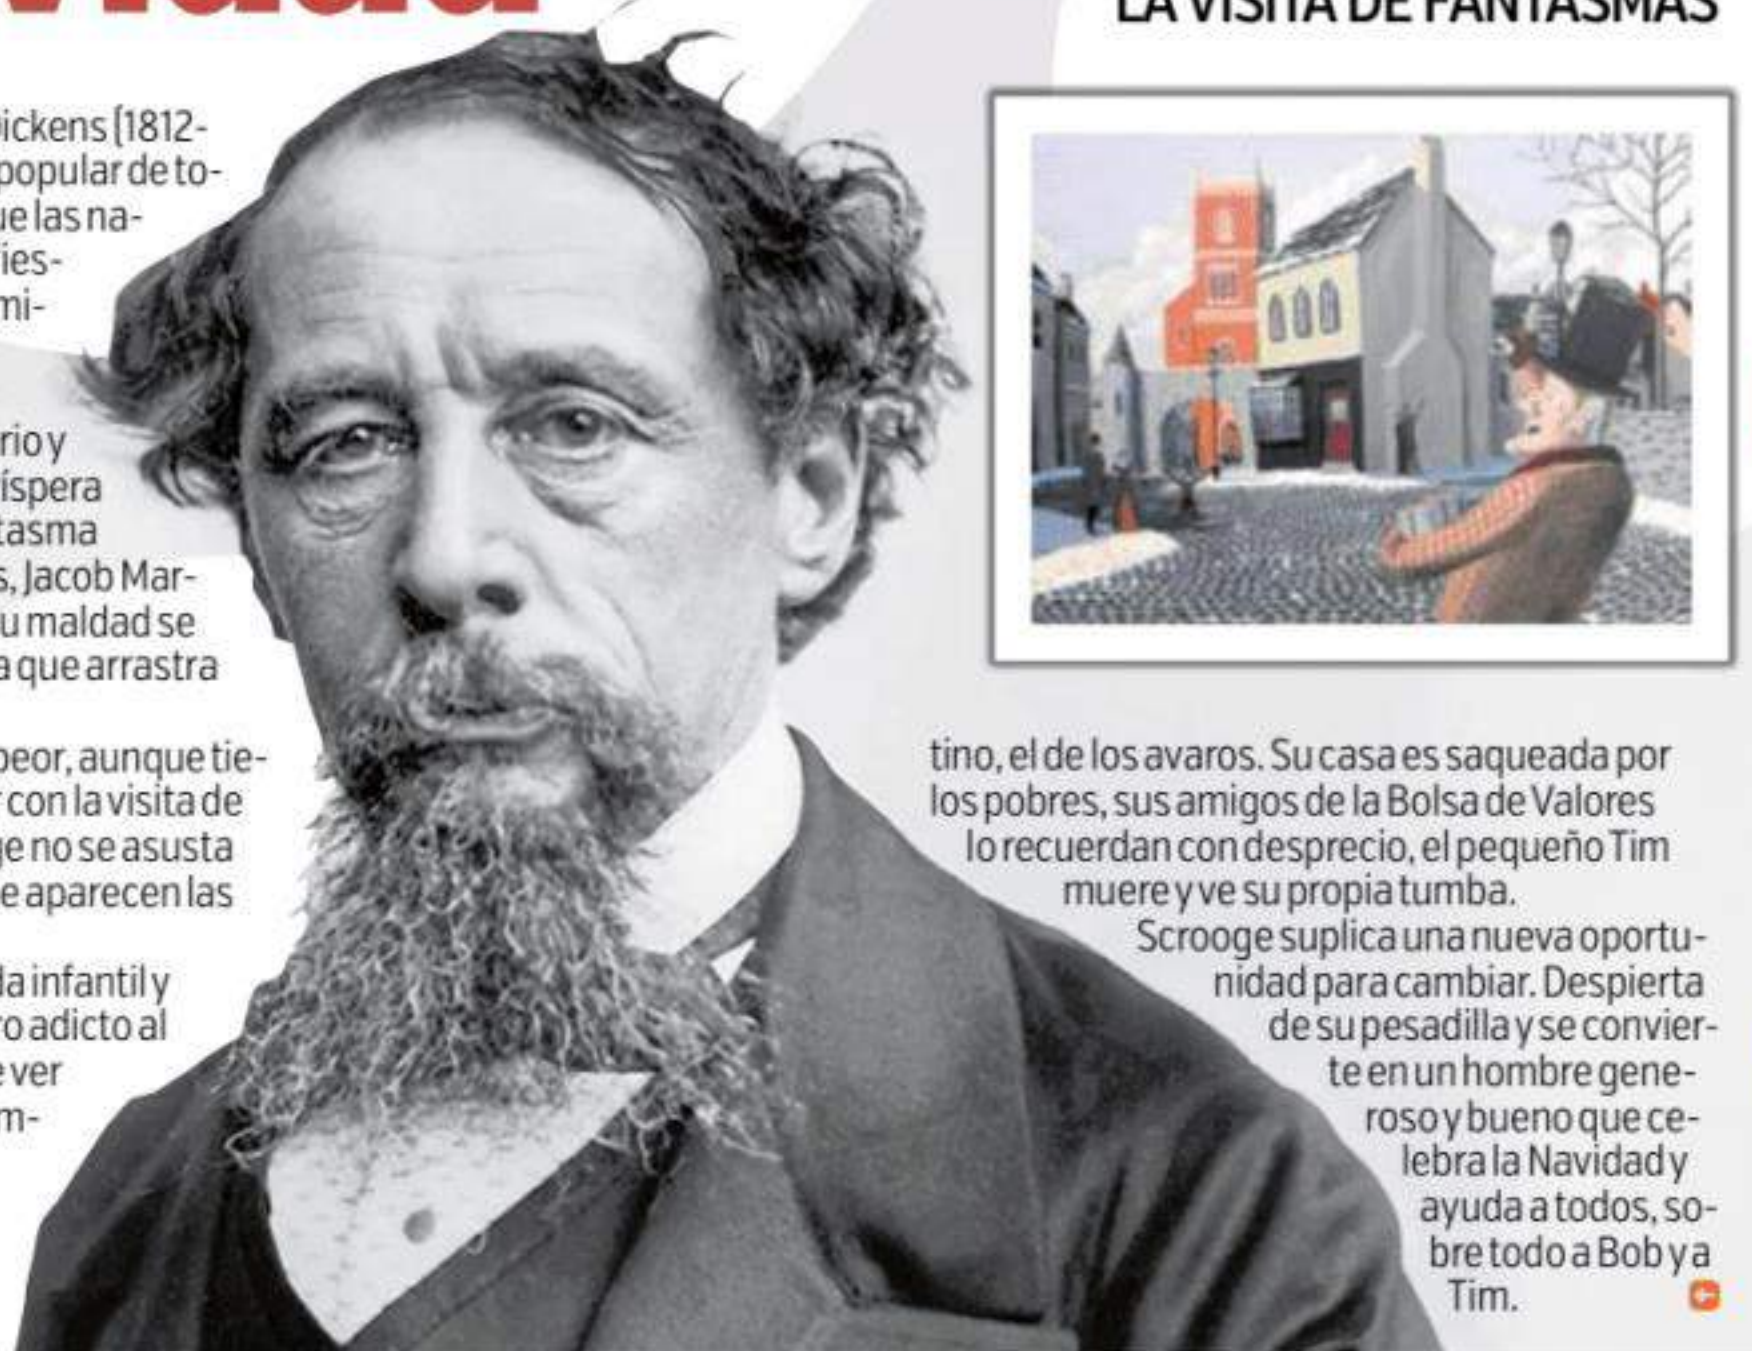 LA VISITA DE FANTASMAS
ickens (1812-
popular de to-
ue las na-
ies-
mi-
rio y
íspera
tasma
s, Jacob Mar-
u maldad se
a que arrastra
peor, aunque tie-
r con la visita de
ge no se asusta
e aparecen las
da infantil y
ro adicto al
e ver
m-
tino, el de los avaros. Su casa es saqueada por
los pobres, sus amigos de la Bolsa de Valores
lo recuerdan con desprecio, el pequeño Tim
muere y ve su propia tumba.
Scrooge suplica una nueva oportu-
nidad para cambiar. Despierta
de su pesadilla y se convier-
te en un hombre gene-
roso y bueno que ce-
lebra la Navidad y
ayuda a todos, so-
bre todo a Bob y a
Tim.